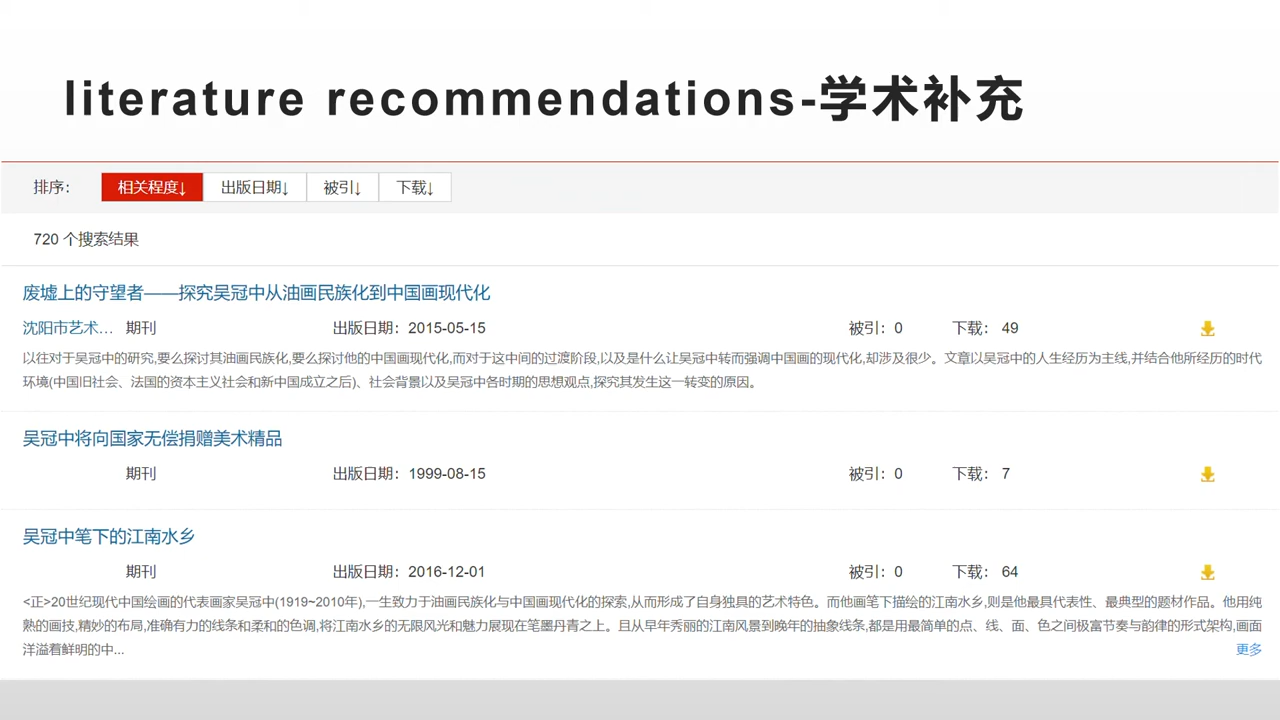 literature recommendations-学术补充
排序： 相关程度↓ 出版日期↓ 被引↓ 下载↓
720 个搜索结果
废墟上的守望者——探究吴冠中从油画民族化到中国画现代化
沈阳市艺术… 期刊 出版日期：2015-05-15 被引：0 下载： 49
以往对于吴冠中的研究,要么探讨其油画民族化,要么探讨他的中国画现代化,而对于这中间的过渡阶段,以及是什么让吴冠中转而强调中国画的现代化,却涉及很少。文章以吴冠中的人生经历为主线,并结合他所经历的时代
环境(中国旧社会、法国的资本主义社会和新中国成立之后)、社会背景以及吴冠中各时期的思想观点,探究其发生这一转变的原因。
吴冠中将向国家无偿捐赠美术精品
期刊 出版日期：1999-08-15 被引：0 下载： 7
吴冠中笔下的江南水乡
期刊 出版日期：2016-12-01 被引：0 下载： 64
<正>20世纪现代中国绘画的代表画家吴冠中(1919~2010年),一生致力于油画民族化与中国画现代化的探索,从而形成了自身独具的艺术特色。而他画笔下描绘的江南水乡,则是他最具代表性、最典型的题材作品。他用纯
熟的画技,精妙的布局,准确有力的线条和柔和的色调,将江南水乡的无限风光和魅力展现在笔墨丹青之上。且从早年秀丽的江南风景到晚年的抽象线条,都是用最简单的点、线、面、色之间极富节奏与韵律的形式架构,画面
洋溢着鲜明的中... 更多